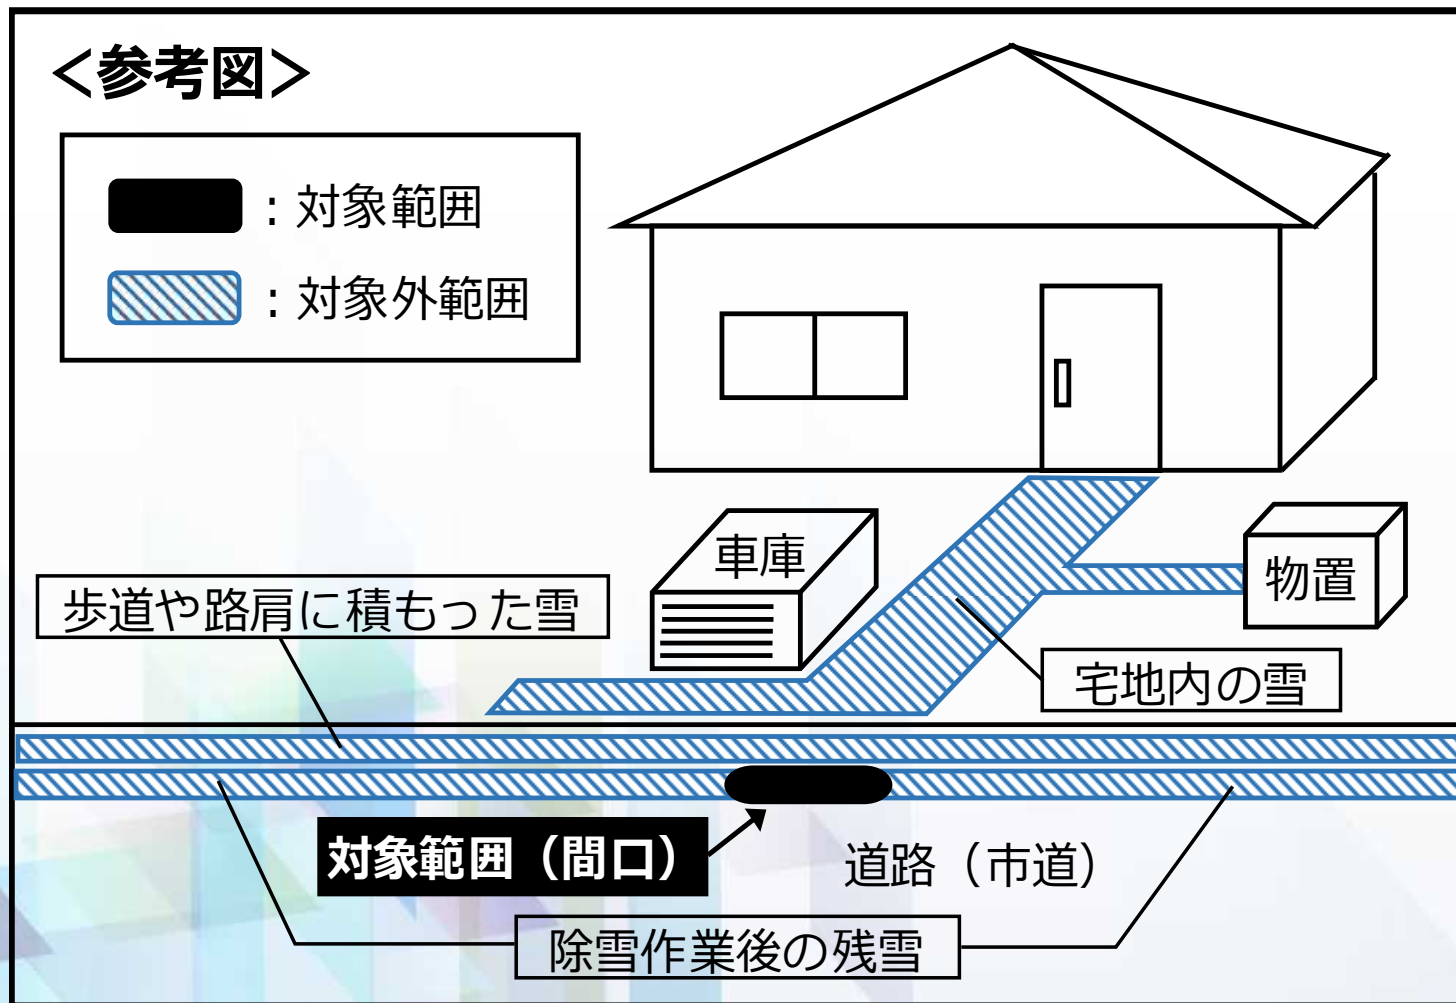 ＜参考図＞
：対象範囲
：対象外範囲
車庫
物置
歩道や路肩に積もった雪
宅地内の雪
対象範囲（間口）
道路（市道）
除雪作業後の残雪